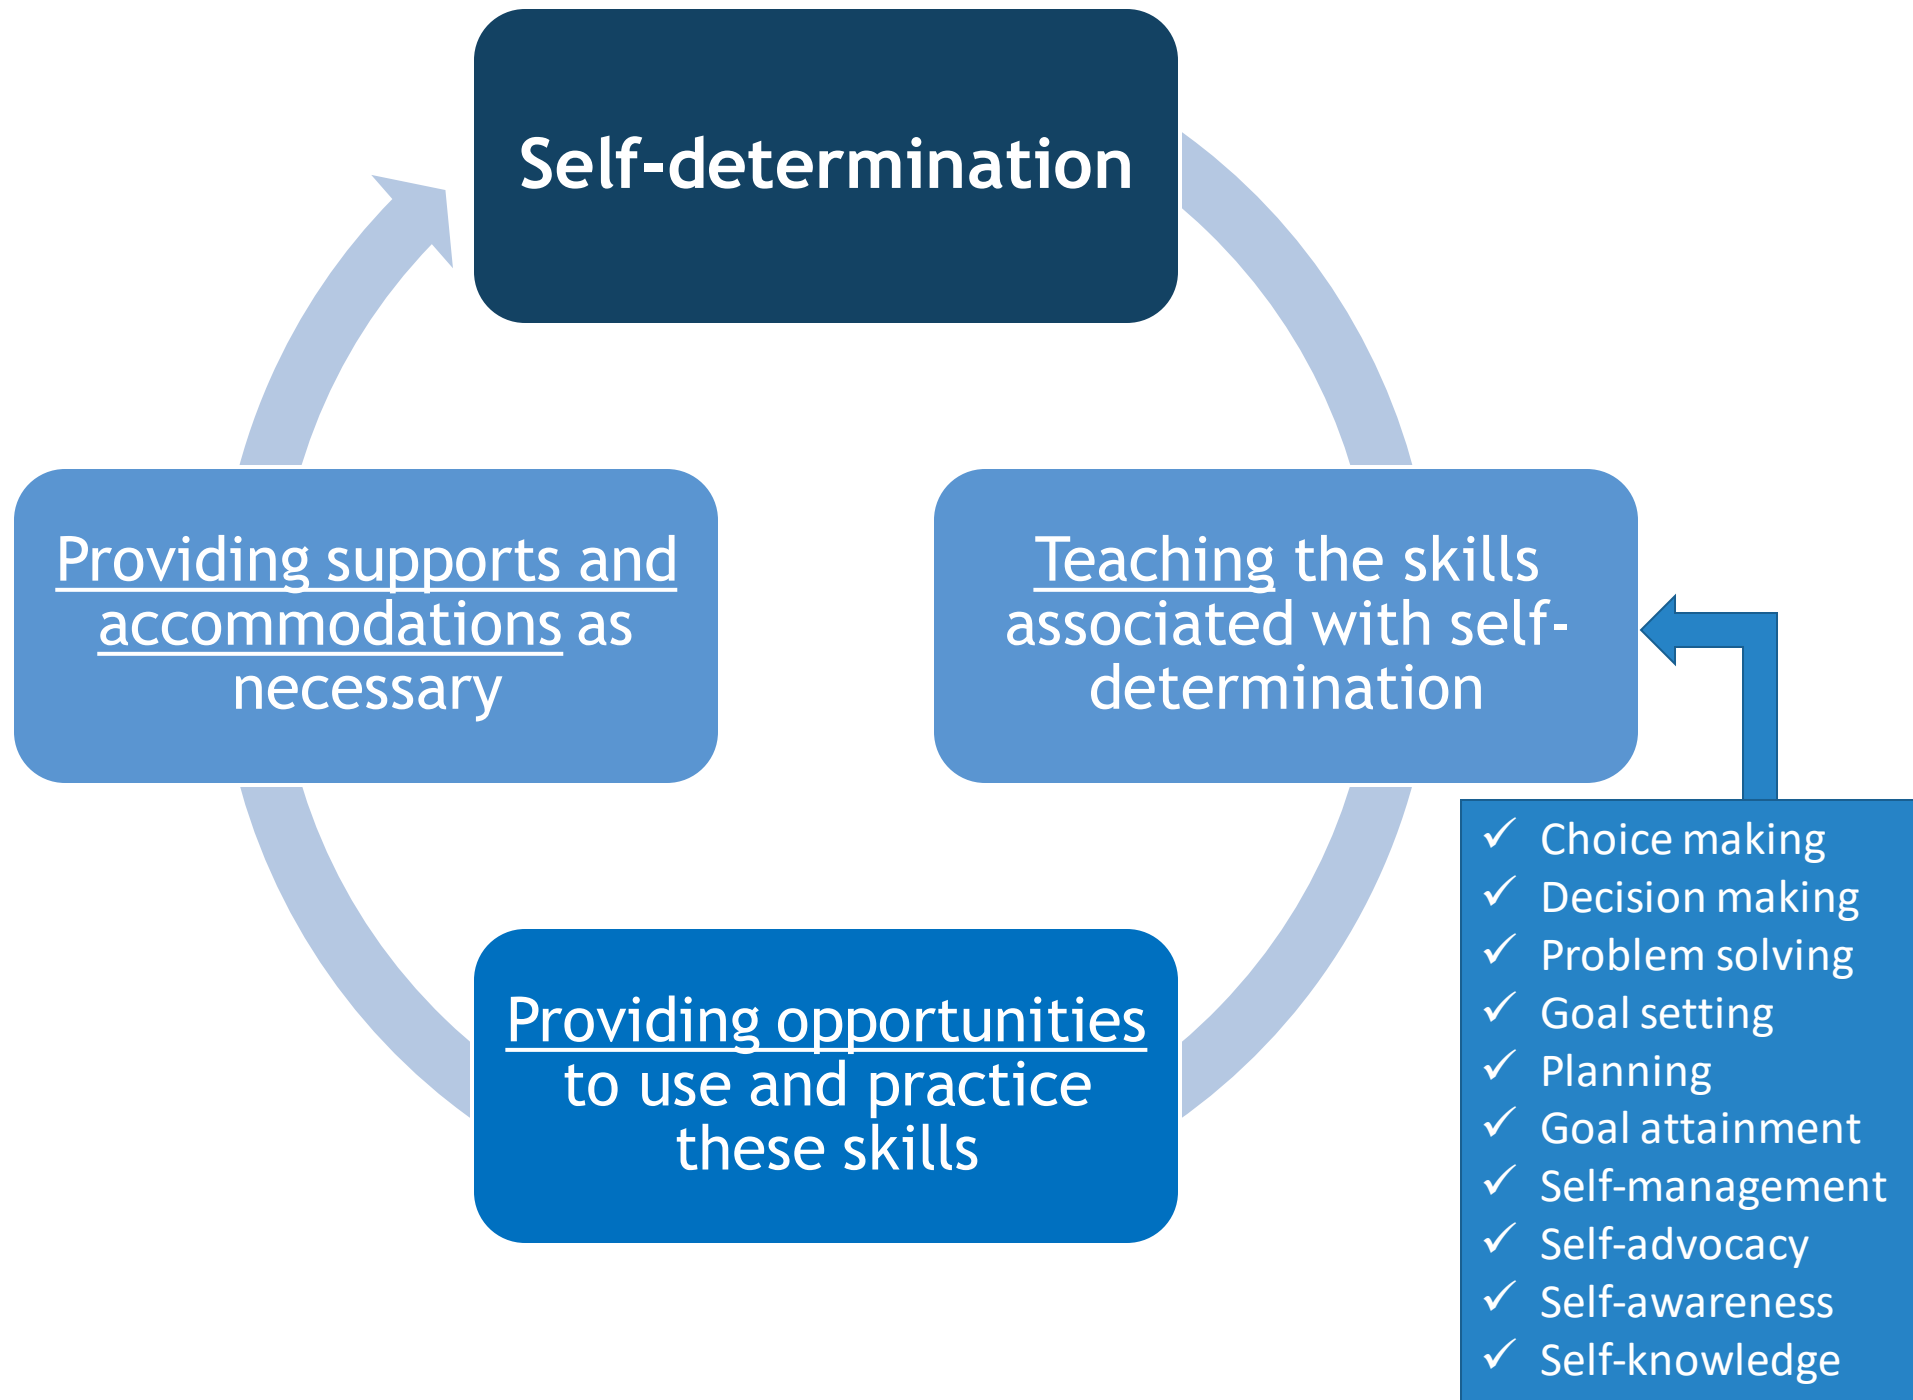 Self-determination
Providing supports and
accommodations as
necessary
Teaching the skills
associated with self-
determination
Providing opportunities
to use and practice
these skills
✓ Choice making
✓ Decision making
✓ Problem solving
✓ Goal setting
✓ Planning
✓ Goal attainment
✓ Self-management
✓ Self-advocacy
✓ Self-awareness
✓ Self-knowledge